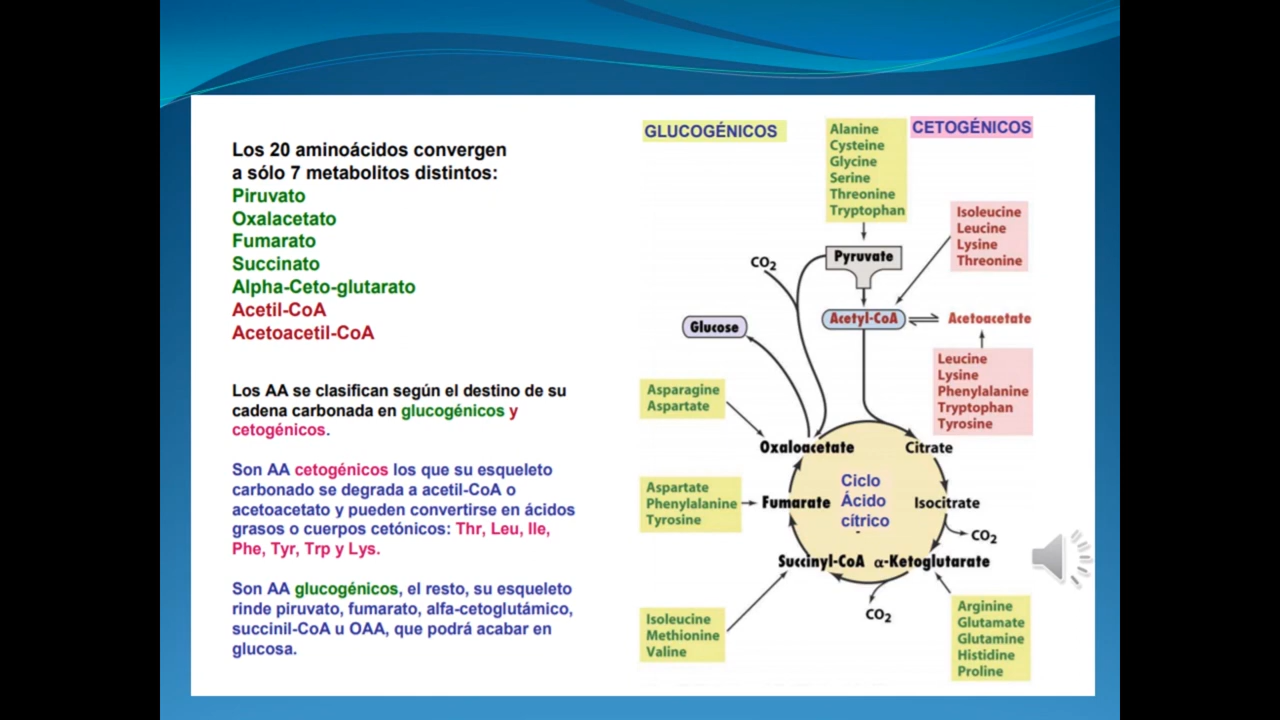 Los 20 aminoácidos convergen
a sólo 7 metabolitos distintos:
Piruvato
Oxalacetato
Fumarato
Succinato
Alpha-Ceto-glutarato
Acetil-CoA
Acetoacetil-CoA
Los AA se clasifican según el destino de su
cadena carbonada en glucogénicos y
cetogénicos.
Son AA cetogénicos los que su esqueleto
carbonado se degrada a acetil-CoA o
acetoacetato y pueden convertirse en ácidos
grasos o cuerpos cetónicos: Thr, Leu, Ile,
Phe, Tyr, Trp y Lys.
Son AA glucogénicos, el resto, su esqueleto
rinde piruvato, fumarato, alfa-cetoglutámico,
succinil-CoA u OAA, que podrá acabar en
glucosa.
GLUCOGÉNICOS
CETOGÉNICOS
Alanine
Cysteine
Glycine
Serine
Threonine
Tryptophan
Isoleucine
Leucine
Lysine
Threonine
Pyruvate
CO2
Glucose
Acetyl-CoA
Acetoacetate
Leucine
Lysine
Phenylalanine
Tryptophan
Tyrosine
Asparagine
Aspartate
Oxaloacetate
Citrate
Aspartate
Phenylalanine
Tyrosine
Fumarate
Ciclo
Ácido
cítrico
Isocitrate
CO2
Succinyl-CoA
α-Ketoglutarate
CO2
Isoleucine
Methionine
Valine
Arginine
Glutamate
Glutamine
Histidine
Proline